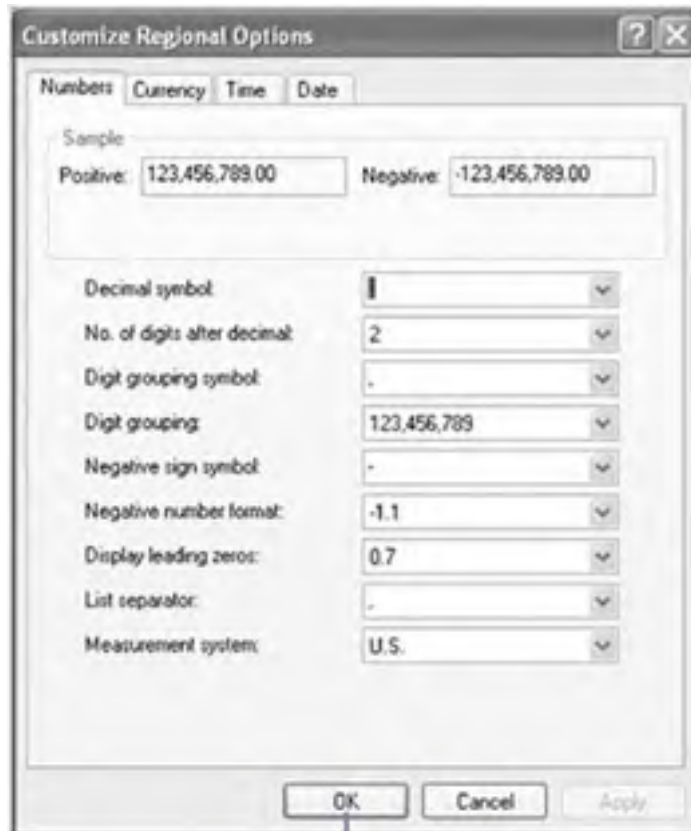 Customize Regional Options
Numbers Currency Time Date
Sample
Positive: 123,456,789.00 Negative: -123,456,789.00
Decimal symbol:
No. of digits after decimal: 2
Digit grouping symbol: ,
Digit grouping: 123,456,789
Negative sign symbol: -
Negative number format: -1.1
Display leading zeros: 0.7
List separator: ,
Measurement system: U.S.
OK Cancel Apply